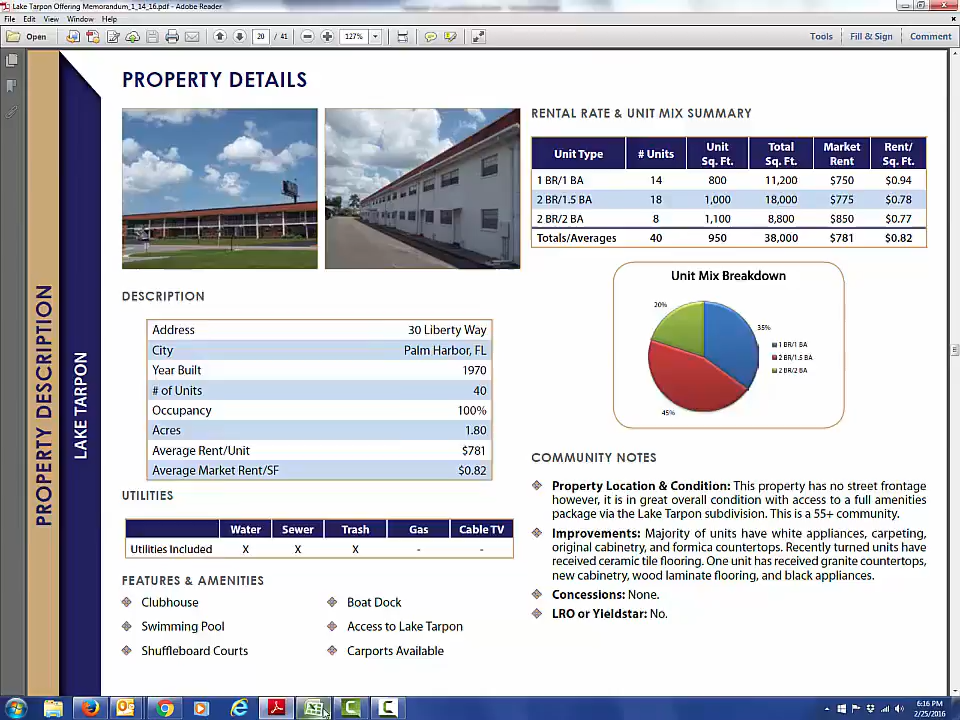 Lake Tarpon Offering Memorandum_1_14_16.pdf - Adobe Reader
File Edit View Window Help
Open 20 / 41 127% Tools Fill & Sign Comment
PROPERTY DESCRIPTION
LAKE TARPON
PROPERTY DETAILS
RENTAL RATE & UNIT MIX SUMMARY
Unit Type # Units Unit Sq. Ft. Total Sq. Ft. Market Rent Rent/ Sq. Ft.
1 BR/1 BA 14 800 11,200 $750 $0.94
2 BR/1.5 BA 18 1,000 18,000 $775 $0.78
2 BR/2 BA 8 1,100 8,800 $850 $0.77
Totals/Averages 40 950 38,000 $781 $0.82
Unit Mix Breakdown
20%
35%
45%
1 BR/1 BA
2 BR/1.5 BA
2 BR/2 BA
DESCRIPTION
Address 30 Liberty Way
City Palm Harbor, FL
Year Built 1970
# of Units 40
Occupancy 100%
Acres 1.80
Average Rent/Unit $781
Average Market Rent/SF $0.82
UTILITIES
Water Sewer Trash Gas Cable TV
Utilities Included X X X - -
FEATURES & AMENITIES
Clubhouse
Swimming Pool
Shuffleboard Courts
Boat Dock
Access to Lake Tarpon
Carports Available
COMMUNITY NOTES
Property Location & Condition: This property has no street frontage
however, it is in great overall condition with access to a full amenities
package via the Lake Tarpon subdivision. This is a 55+ community.
Improvements: Majority of units have white appliances, carpeting,
original cabinetry, and formica countertops. Recently turned units have
received ceramic tile flooring. One unit has received granite countertops,
new cabinetry, wood laminate flooring, and black appliances.
Concessions: None.
LRO or Yieldstar: No.
6:16 PM
2/25/2016